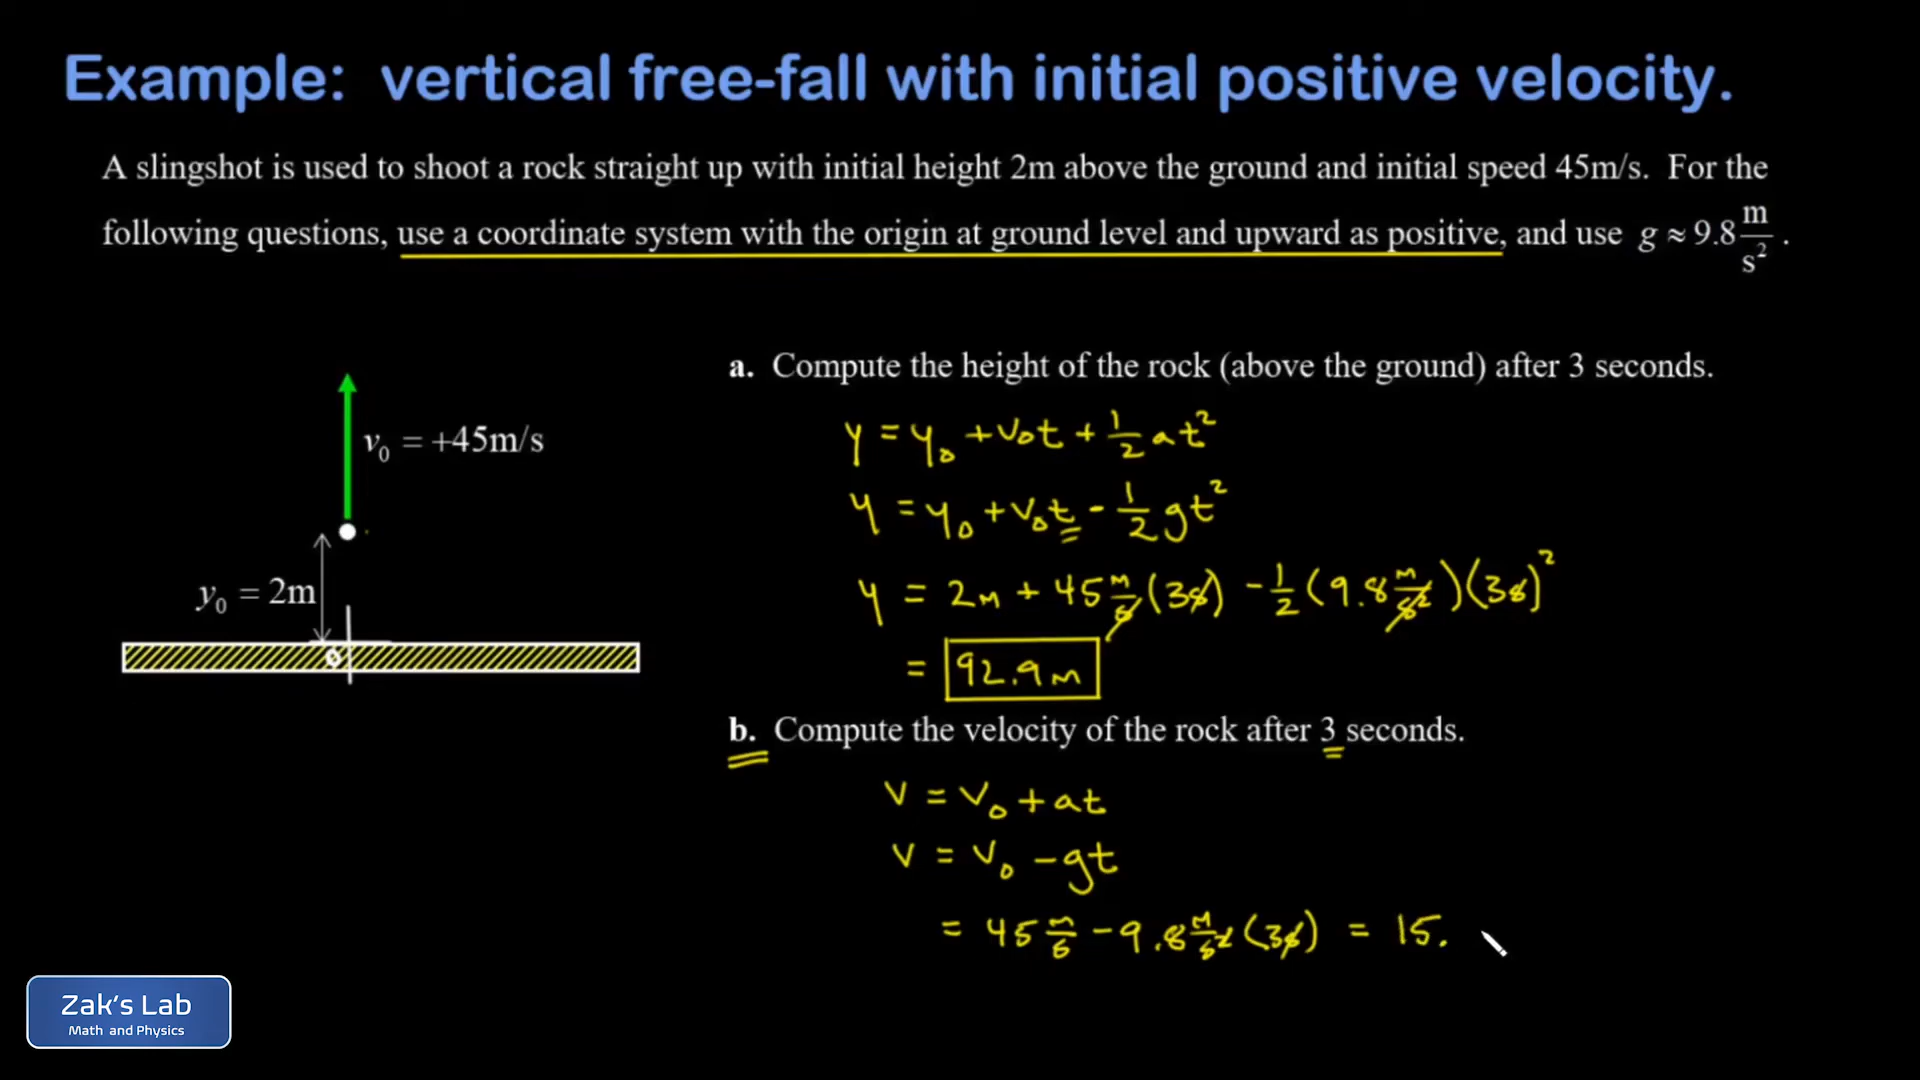 Example: vertical free-fall with initial positive velocity.
A slingshot is used to shoot a rock straight up with initial height 2m above the ground and initial speed 45m/s. For the
following questions, use a coordinate system with the origin at ground level and upward as positive, and use g ≈ 9.8 m/s².
v₀ = +45m/s
y₀ = 2m
0
a. Compute the height of the rock (above the ground) after 3 seconds.
y = y₀ + v₀t + ½at²
y = y₀ + v₀t - ½gt²
y = 2m + 45 m/s (3s) - ½ (9.8 m/s²)(3s)²
= 92.9m
b. Compute the velocity of the rock after 3 seconds.
v = v₀ + at
v = v₀ - gt
= 45 m/s - 9.8 m/s² (3s) = 15.
Zak's Lab
Math and Physics